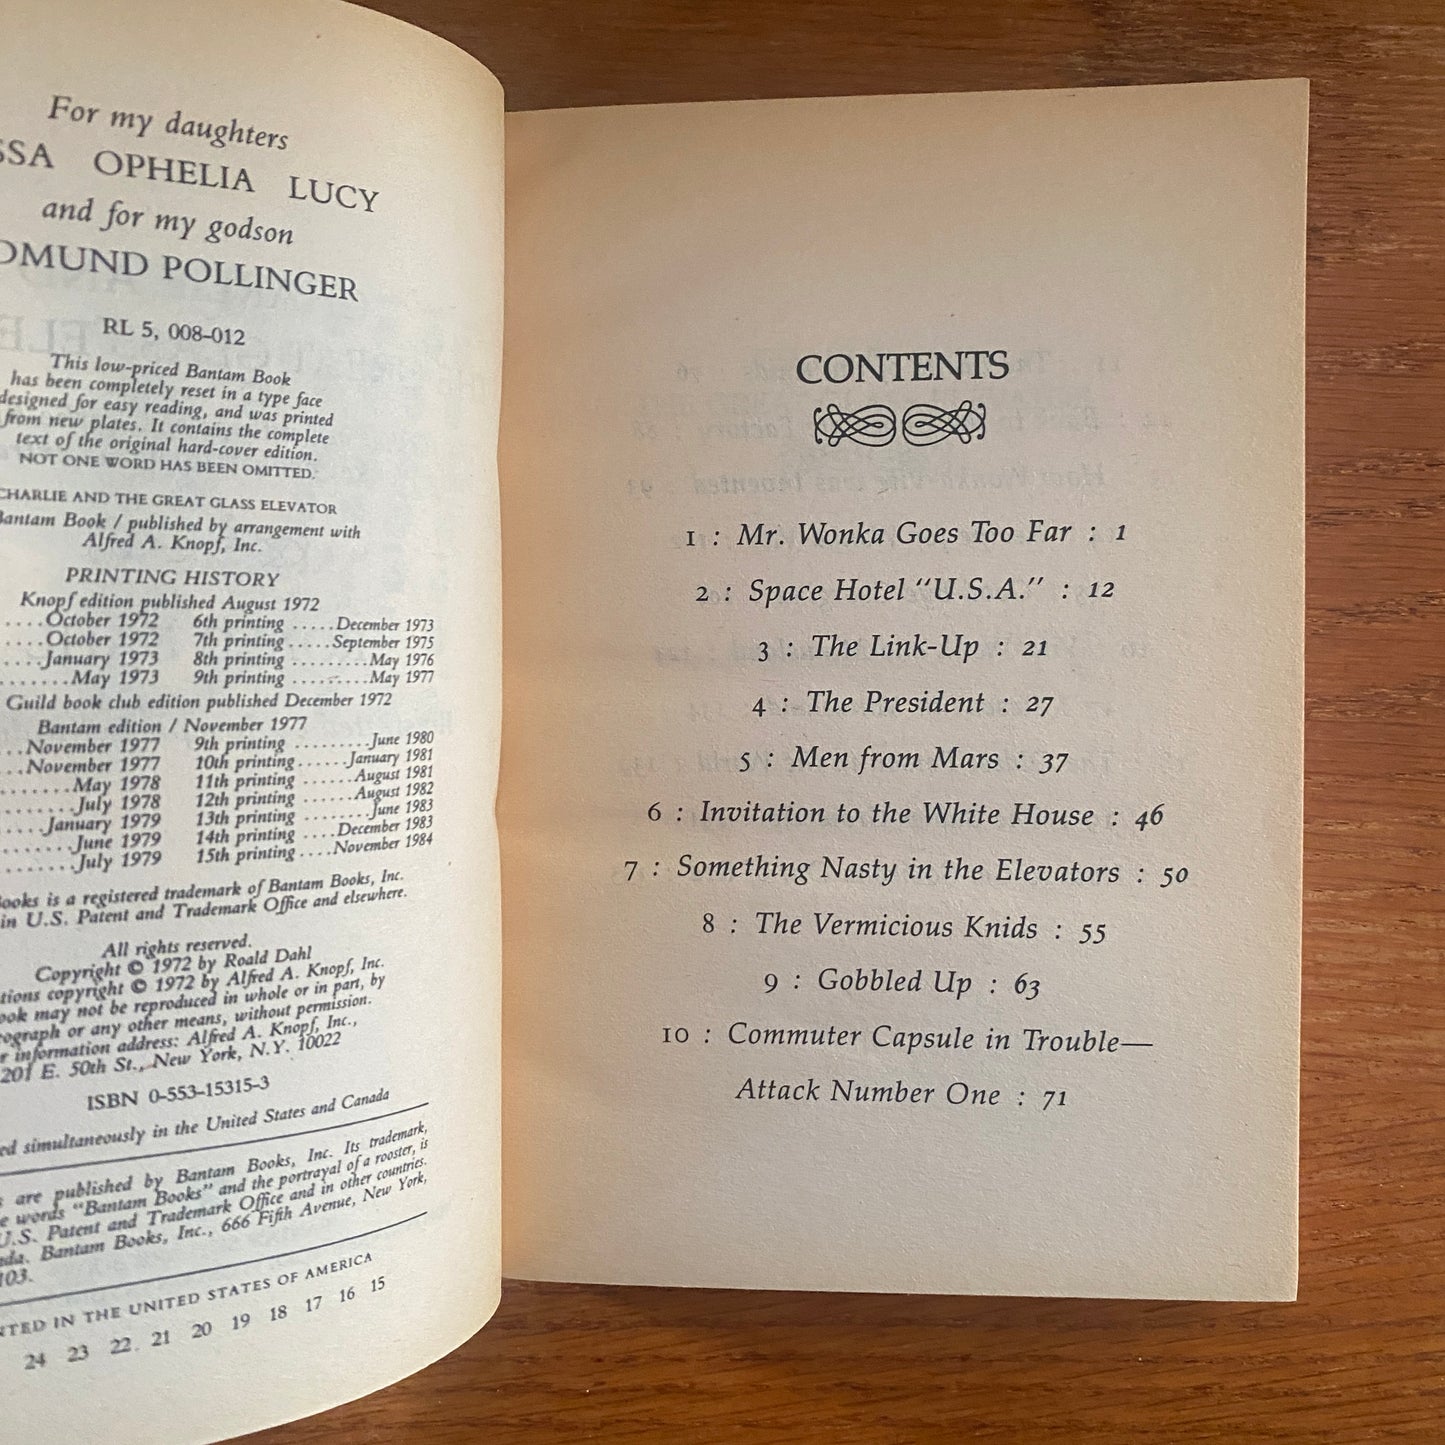 For my daughters
SSA OPHELIA LUCY
and for my godson
DMUND POLLINGER
RL 5, 008-012
This low-priced Bantam Book
has been completely reset in a type face
designed for easy reading, and was printed
from new plates. It contains the complete
text of the original hard-cover edition.
NOT ONE WORD HAS BEEN OMITTED.
CHARLIE AND THE GREAT GLASS ELEVATOR
Bantam Book / published by arrangement with
Alfred A. Knopf, Inc.
PRINTING HISTORY
Knopf edition published August 1972
....October 1972 6th printing .....December 1973
....October 1972 7th printing .....September 1975
....January 1973 8th printing .........May 1976
.......May 1973 9th printing .........May 1977
Guild book club edition published December 1972
Bantam edition / November 1977
...November 1977 9th printing .........June 1980
...November 1977 10th printing ......January 1981
........May 1978 11th printing ......August 1981
........July 1978 12th printing ......August 1982
.....January 1979 13th printing ........June 1983
........June 1979 14th printing ....December 1983
........July 1979 15th printing ....November 1984
Books is a registered trademark of Bantam Books, Inc.
in U.S. Patent and Trademark Office and elsewhere.
All rights reserved.
Copyright © 1972 by Roald Dahl
tions copyright © 1972 by Alfred A. Knopf, Inc.
ook may not be reproduced in whole or in part, by
eograph or any other means, without permission.
r information address: Alfred A. Knopf, Inc.,
201 E. 50th St., New York, N.Y. 10022
ISBN 0-553-15315-3
ed simultaneously in the United States and Canada
s are published by Bantam Books, Inc. Its trademark,
e words "Bantam Books" and the portrayal of a rooster, is
U.S. Patent and Trademark Office and in other countries.
ada. Bantam Books, Inc., 666 Fifth Avenue, New York,
103.
NTED IN THE UNITED STATES OF AMERICA
24 23 22 21 20 19 18 17 16 15
CONTENTS
1 : Mr. Wonka Goes Too Far : 1
2 : Space Hotel "U.S.A." : 12
3 : The Link-Up : 21
4 : The President : 27
5 : Men from Mars : 37
6 : Invitation to the White House : 46
7 : Something Nasty in the Elevators : 50
8 : The Vermicious Knids : 55
9 : Gobbled Up : 63
10 : Commuter Capsule in Trouble—
Attack Number One : 71